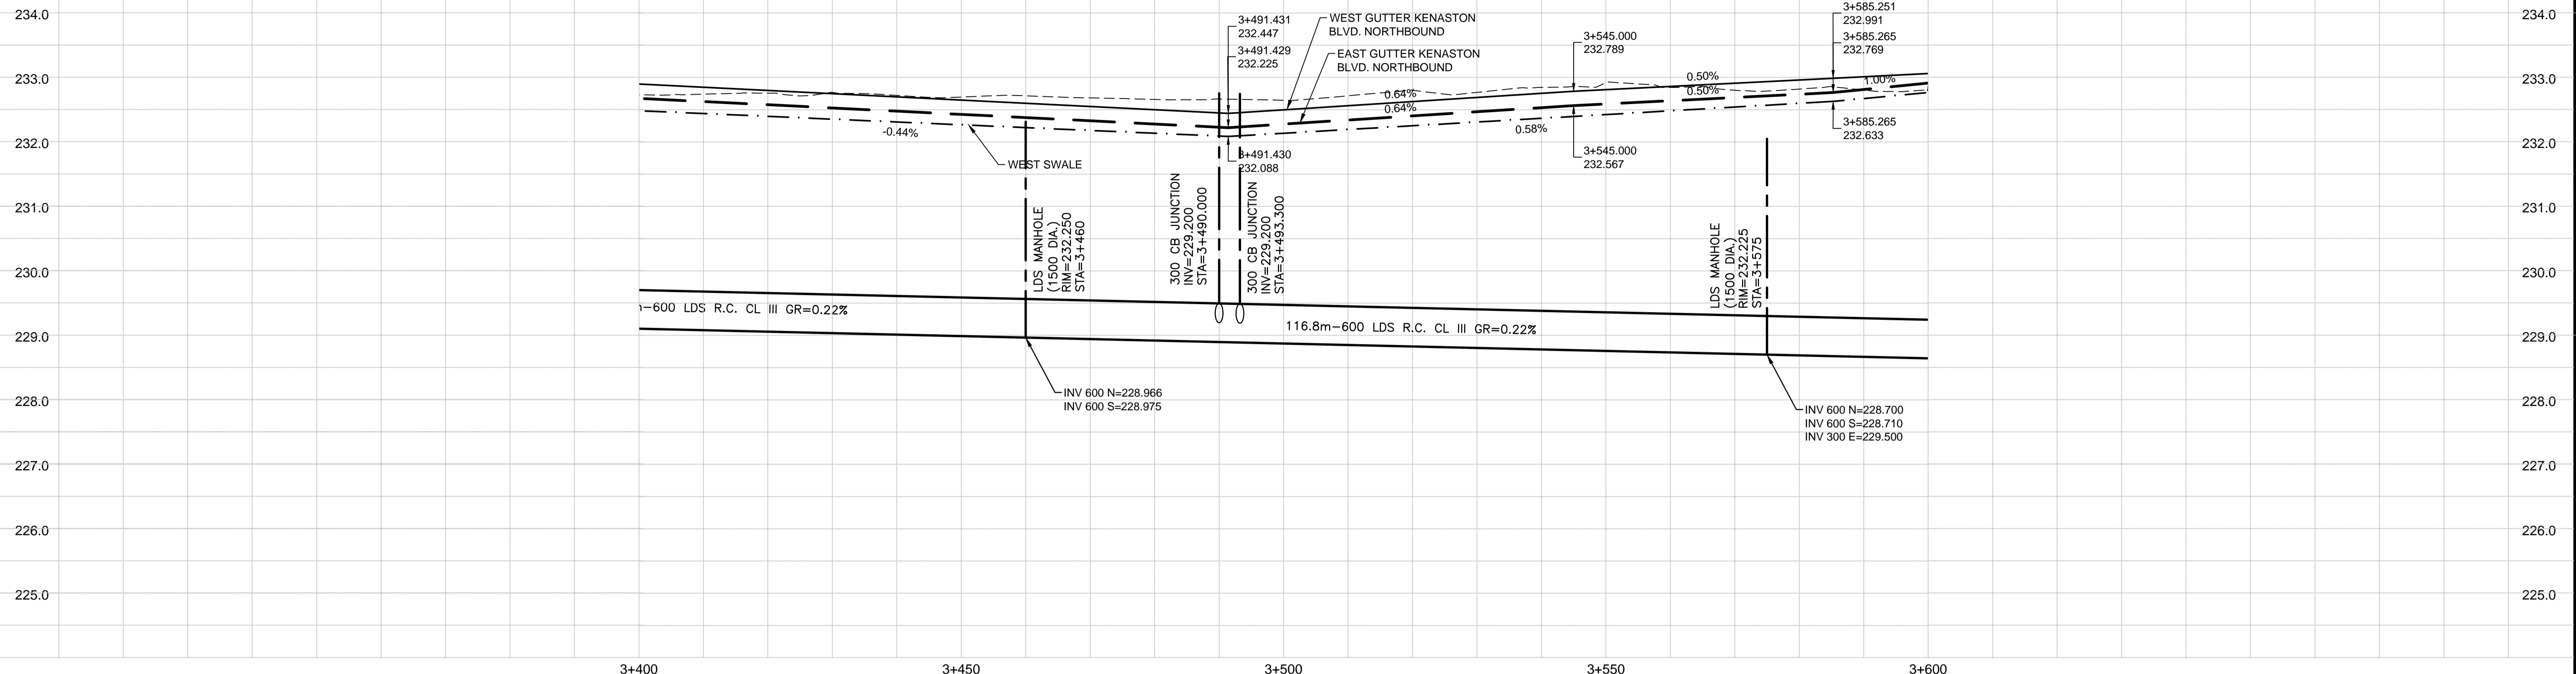 234.0
233.0
232.0
231.0
230.0
229.0
228.0
227.0
226.0
225.0
3+491.431
232.447
3+491.429
232.225
WEST GUTTER KENASTON
BLVD. NORTHBOUND
EAST GUTTER KENASTON
BLVD. NORTHBOUND
3+545.000
232.789
3+585.251
232.991
3+585.265
232.769
0.64%
0.64%
0.50%
0.50%
1.00%
-0.44%
0.58%
WEST SWALE
3+491.430
232.088
3+545.000
232.567
3+585.265
232.633
LDS MANHOLE
(1500 DIA.)
RIM=232.250
STA=3+460
300 CB JUNCTION
INV=229.200
STA=3+490.000
300 CB JUNCTION
INV=229.200
STA=3+493.300
LDS MANHOLE
(1500 DIA.)
RIM=232.225
STA=3+575
-600 LDS R.C. CL III GR=0.22%
116.8m-600 LDS R.C. CL III GR=0.22%
INV 600 N=228.966
INV 600 S=228.975
INV 600 N=228.700
INV 600 S=228.710
INV 300 E=229.500
234.0
233.0
232.0
231.0
230.0
229.0
228.0
227.0
226.0
225.0
3+400
3+450
3+500
3+550
3+600